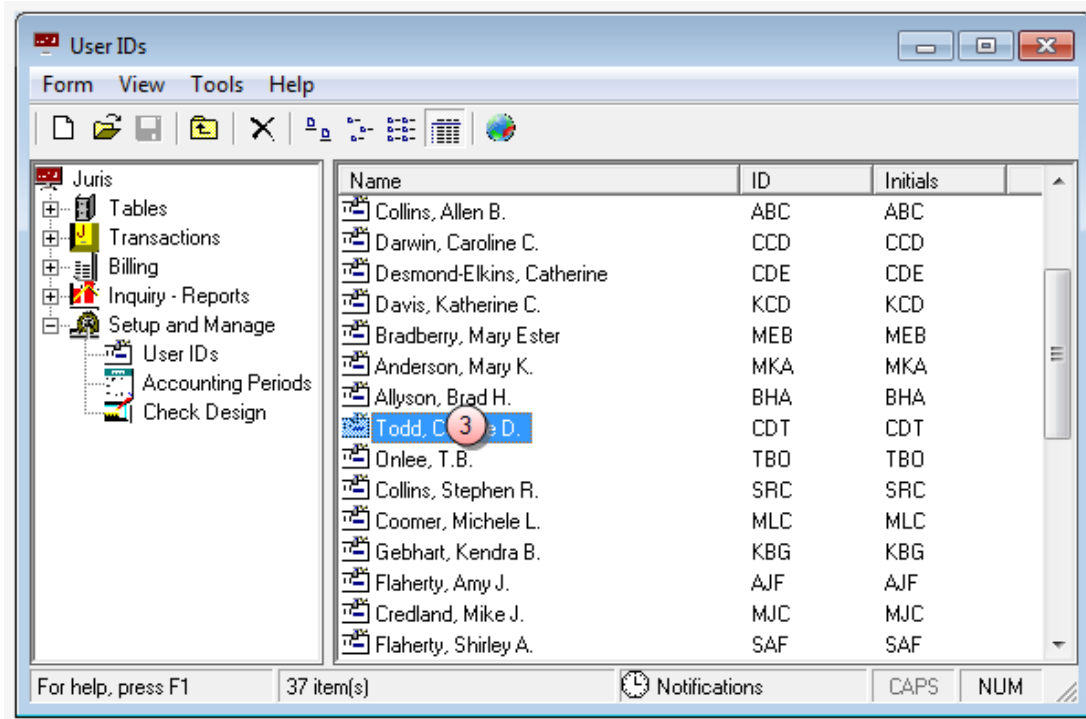 User IDs
Form View Tools Help
Juris
Tables
Transactions
Billing
Inquiry - Reports
Setup and Manage
User IDs
Accounting Periods
Check Design
Name ID Initials
Collins, Allen B. ABC ABC
Darwin, Caroline C. CCD CCD
Desmond-Elkins, Catherine CDE CDE
Davis, Katherine C. KCD KCD
Bradberry, Mary Ester MEB MEB
Anderson, Mary K. MKA MKA
Allyson, Brad H. BHA BHA
Todd, 3 D. CDT CDT
Onlee, T.B. TBO TBO
Collins, Stephen R. SRC SRC
Coomer, Michele L. MLC MLC
Gebhart, Kendra B. KBG KBG
Flaherty, Amy J. AJF AJF
Credland, Mike J. MJC MJC
Flaherty, Shirley A. SAF SAF
For help, press F1 37 item(s) Notifications CAPS NUM